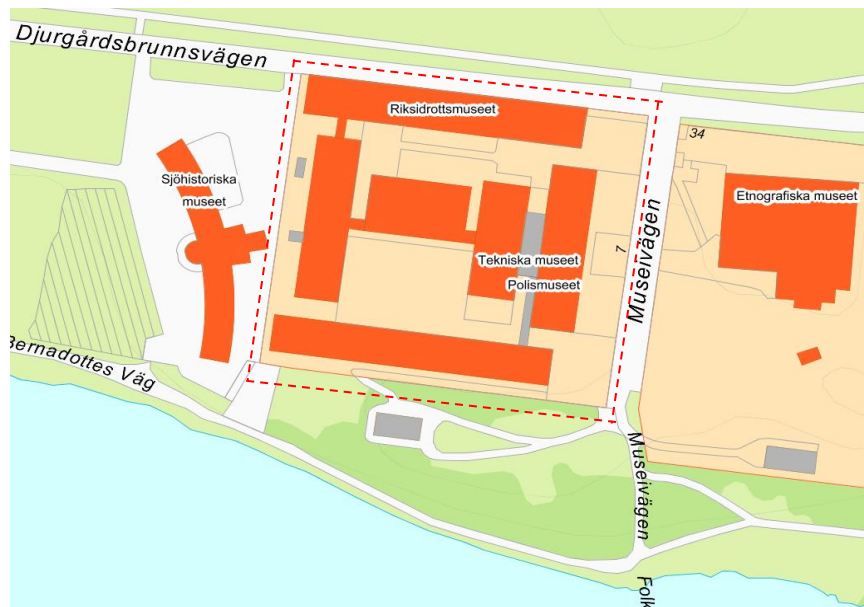 Djurgårdsbrunnsvägen
Riksidrottsmuseet
34
Sjöhistoriska
museet
Etnografiska museet
Museivägen
7
Tekniska museet
Polismuseet
Bernadottes Väg
Museivägen
Folk